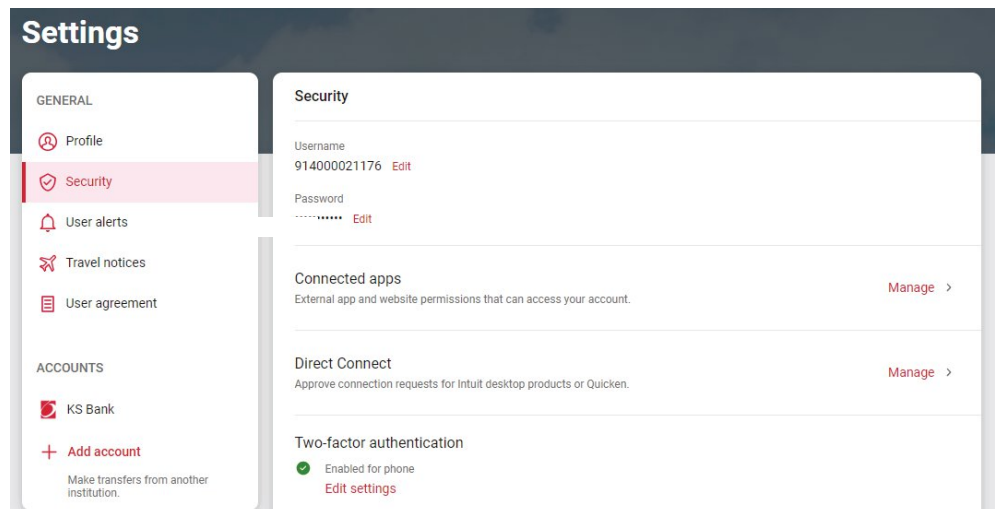 Settings
GENERAL
Profile
Security
User alerts
Travel notices
User agreement
ACCOUNTS
KS Bank
Add account
Make transfers from another
institution.
Security
Username
914000021176 Edit
Password
Edit
Connected apps
External app and website permissions that can access your account.
Manage
Direct Connect
Approve connection requests for Intuit desktop products or Quicken.
Manage
Two-factor authentication
Enabled for phone
Edit settings